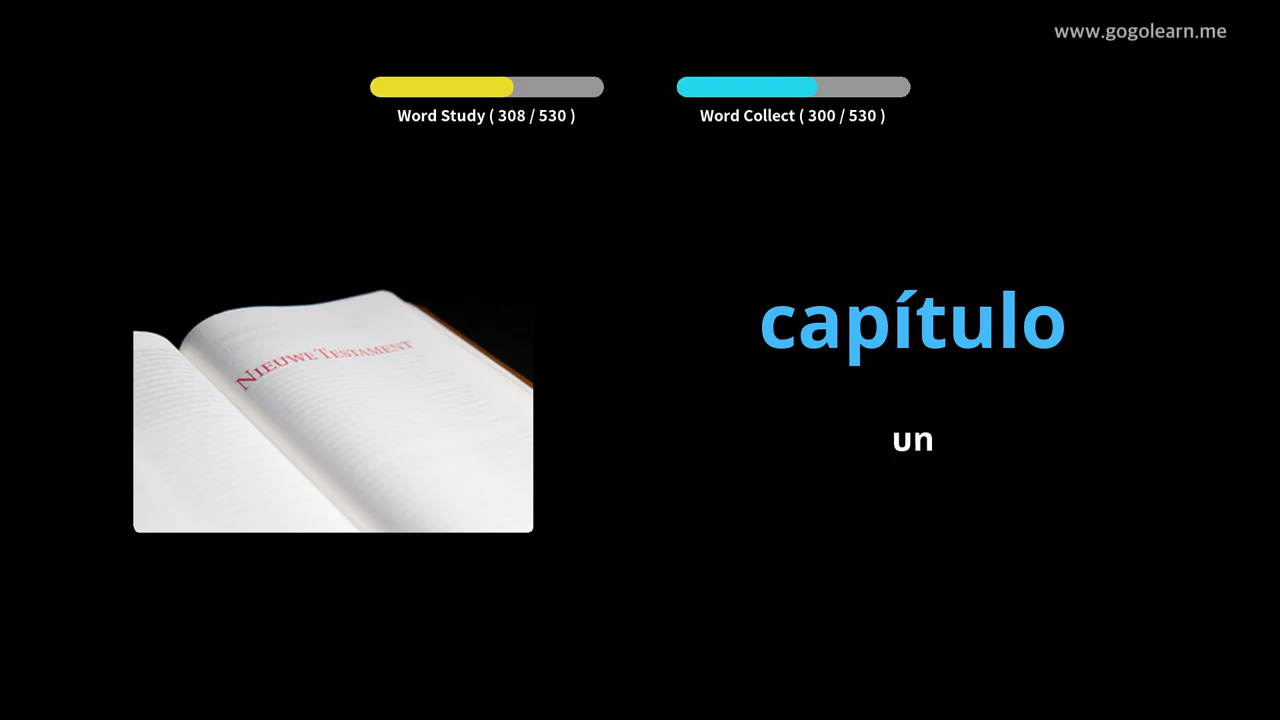 www.gogolearn.me
Word Study ( 308 / 530 )
Word Collect ( 300 / 530 )
NIEUWE TESTAMENT
capítulo
un